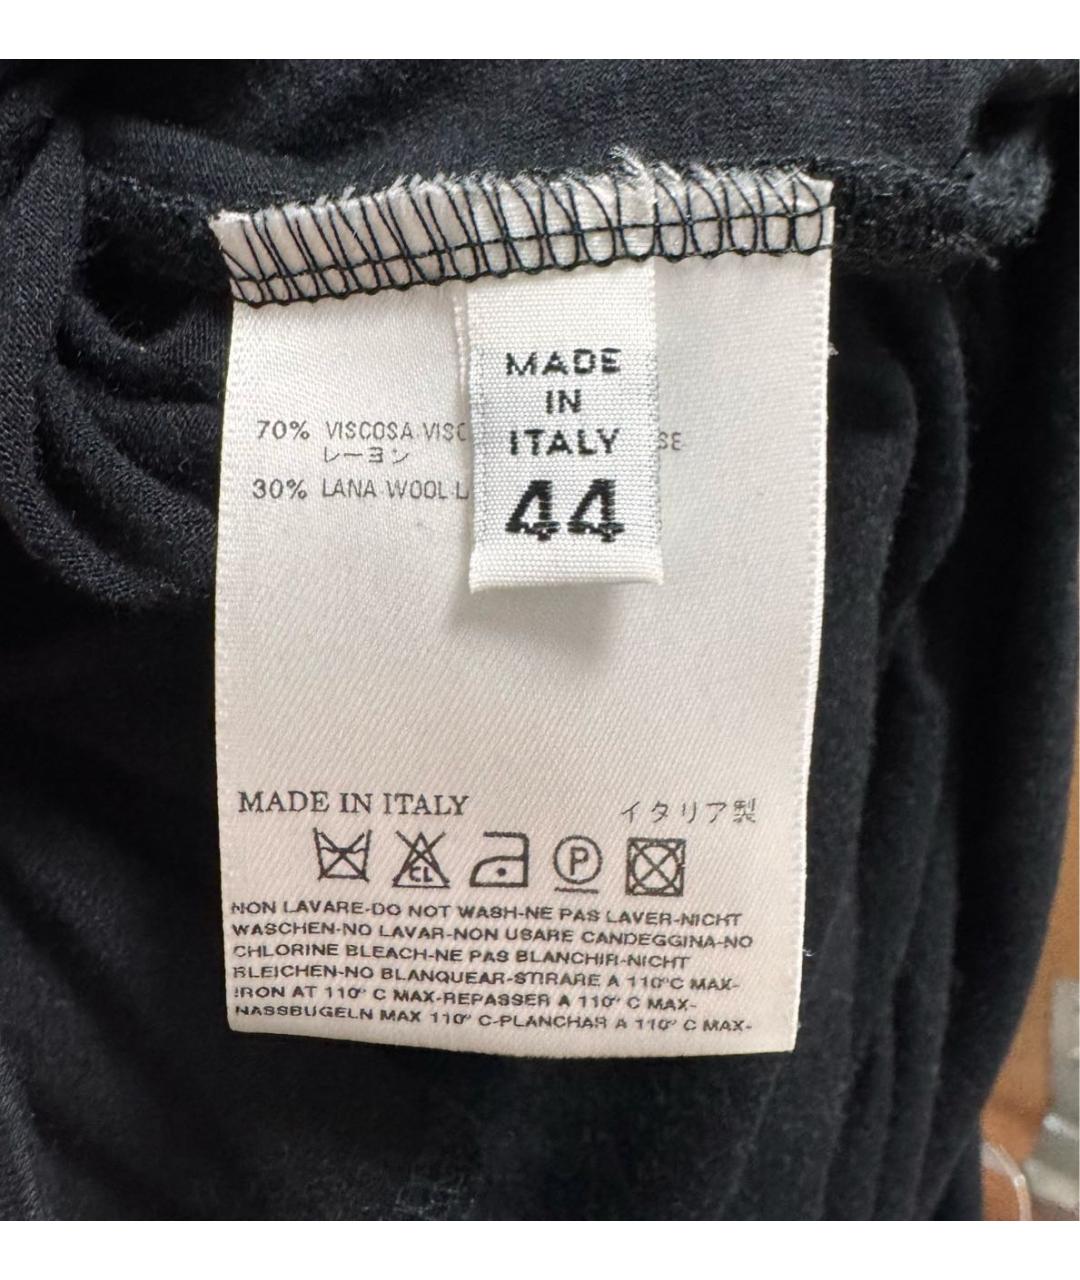 MADE
IN
ITALY
44
70% VISCOSA VISC SE
レーヨン
30% LANA WOOL L
MADE IN ITALY イタリア製
CL P
NON LAVARE-DO NOT WASH-NE PAS LAVER-NICHT
WASCHEN-NO LAVAR-NON USARE CANDEGGINA-NO
CHLORINE BLEACH-NE PAS BLANCHIR-NICHT
BLEICHEN-NO BLANQUEAR-STIRARE A 110°C MAX-
IRON AT 110° C MAX-REPASSER A 110° C MAX-
NASSBUGELN MAX 110° C-PLANCHAR A 110° C MAX-